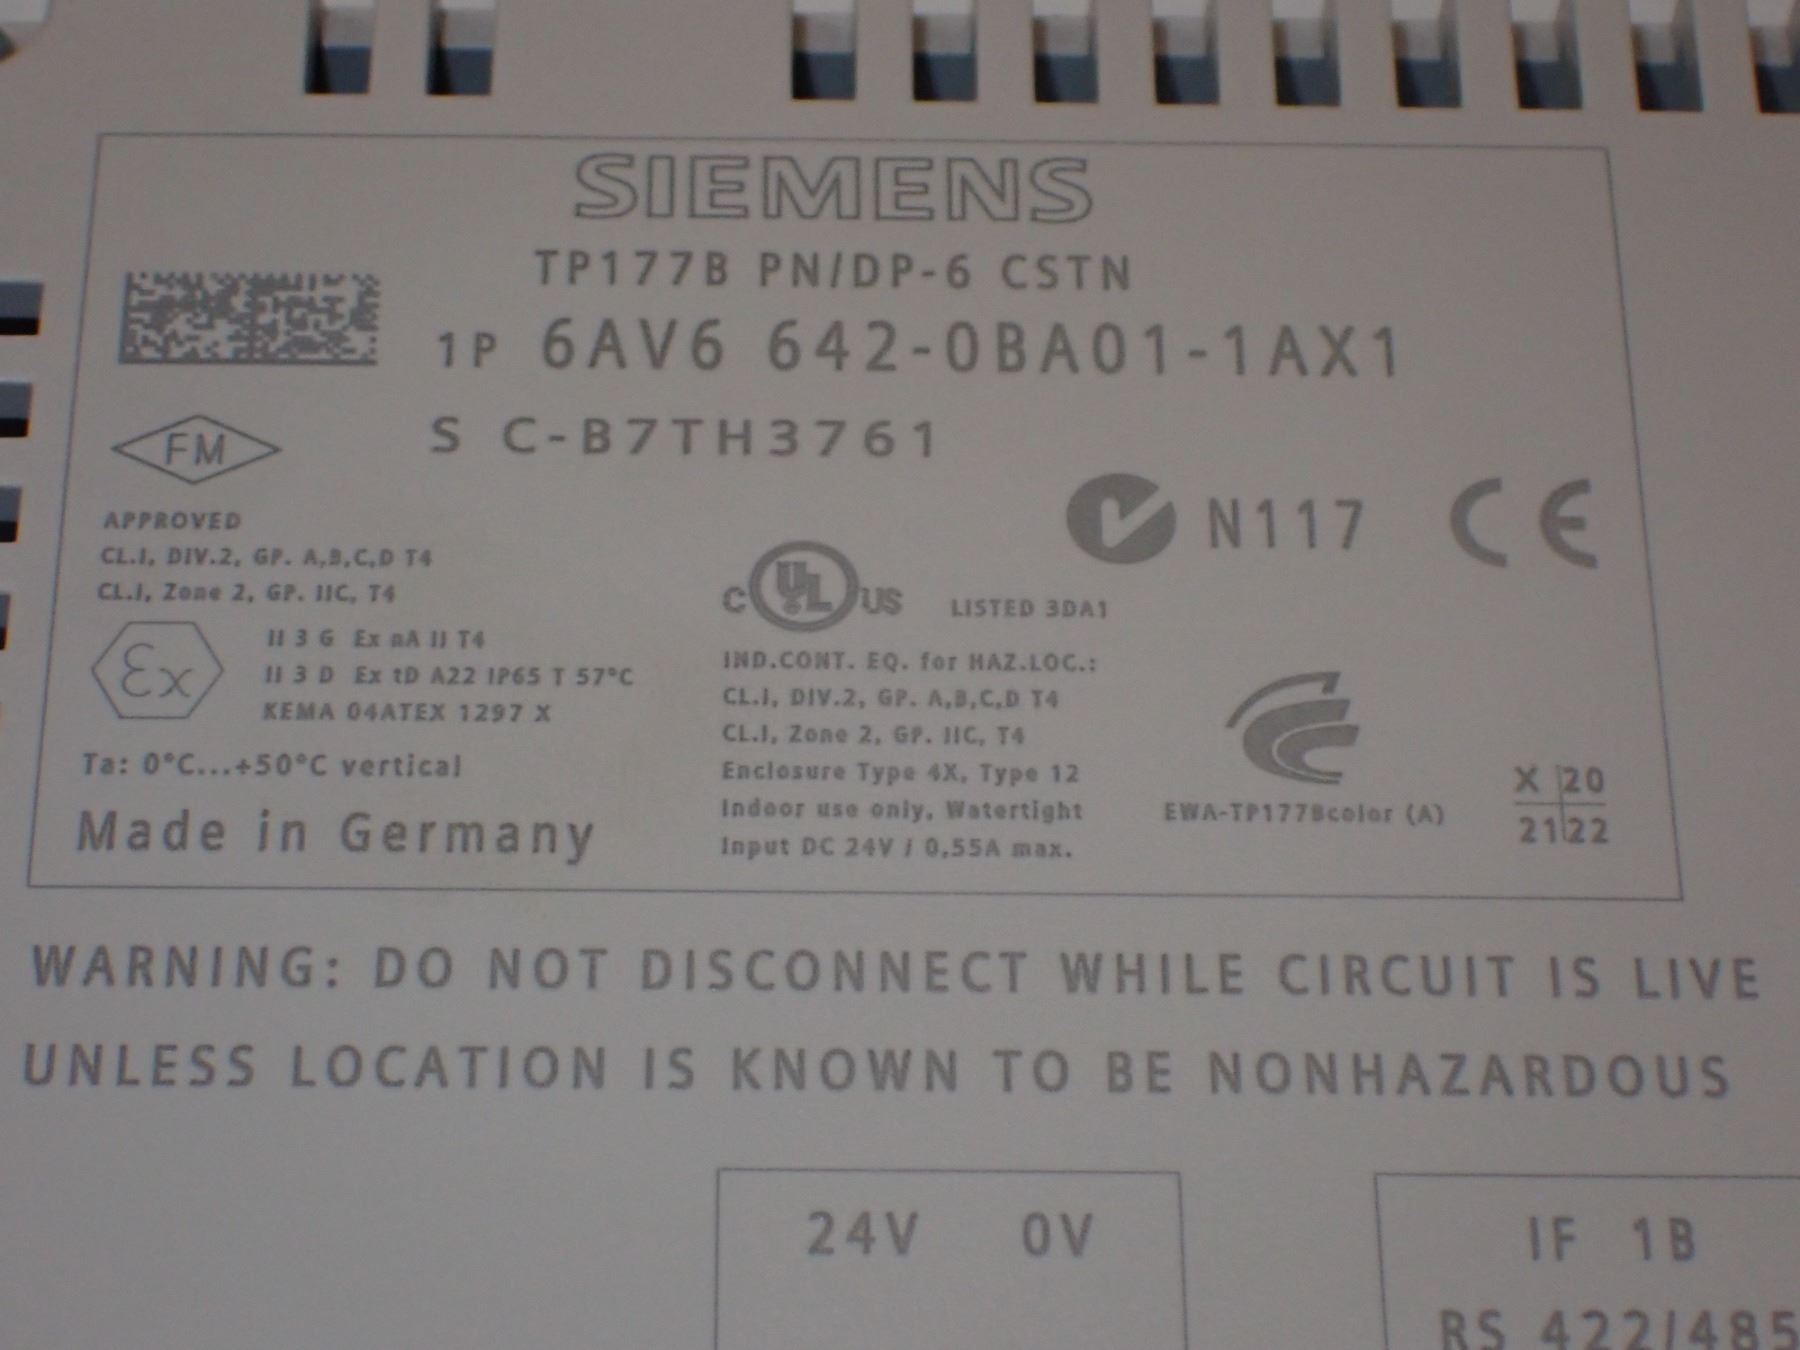 SIEMENS
TP177B PN/DP-6 CSTN
1P 6AV6 642-0BA01-1AX1
S C-B7TH3761
FM
APPROVED
CL.I, DIV.2, GP. A,B,C,D T4
CL.I, Zone 2, GP. IIC, T4
N117 CE
C UL US LISTED 3DA1
Ex
II 3 G Ex nA II T4
II 3 D Ex tD A22 IP65 T 57°C
KEMA 04ATEX 1297 X
Ta: 0°C...+50°C vertical
Made in Germany
IND.CONT. EQ. for HAZ.LOC.:
CL.I, DIV.2, GP. A,B,C,D T4
CL.I, Zone 2, GP. IIC, T4
Enclosure Type 4X, Type 12
Indoor use only, Watertight
Input DC 24V / 0,55A max.
EWA-TP177Bcolor (A)
X 20
21 22
WARNING: DO NOT DISCONNECT WHILE CIRCUIT IS LIVE
UNLESS LOCATION IS KNOWN TO BE NONHAZARDOUS
24V 0V
IF 1B
RS 422/485